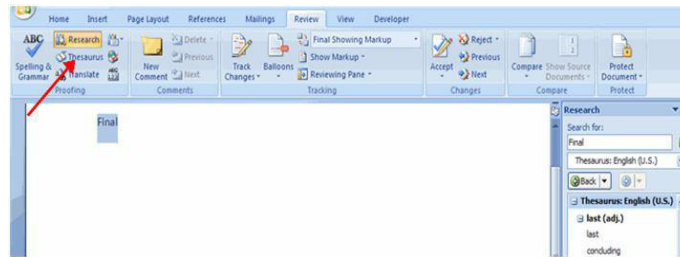 Home Insert Page Layout References Mailings Review View Developer
ABC Research Delete Final Showing Markup Reject
Thesaurus Previous Show Markup Previous
Spelling & Grammar Translate New Comment Next Track Changes Balloons Reviewing Pane Accept Next Compare Show Source Documents Protect Document
Proofing Comments Tracking Changes Compare Protect
Final
Research
Search for:
Final
Thesaurus: English (U.S.)
Back
Thesaurus: English (U.S.)
last (adj.)
last
concluding